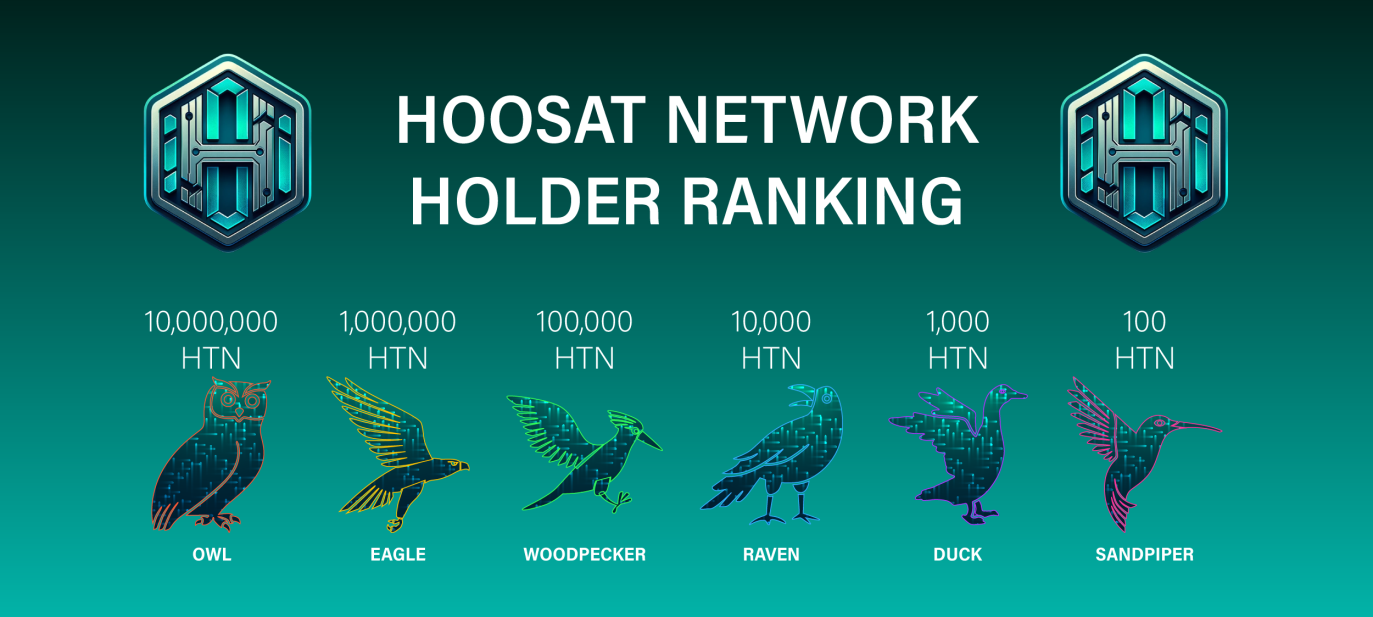 HOOSAT NETWORK
HOLDER RANKING
10,000,000 HTN
1,000,000 HTN
100,000 HTN
10,000 HTN
1,000 HTN
100 HTN
OWL
EAGLE
WOODPECKER
RAVEN
DUCK
SANDPIPER